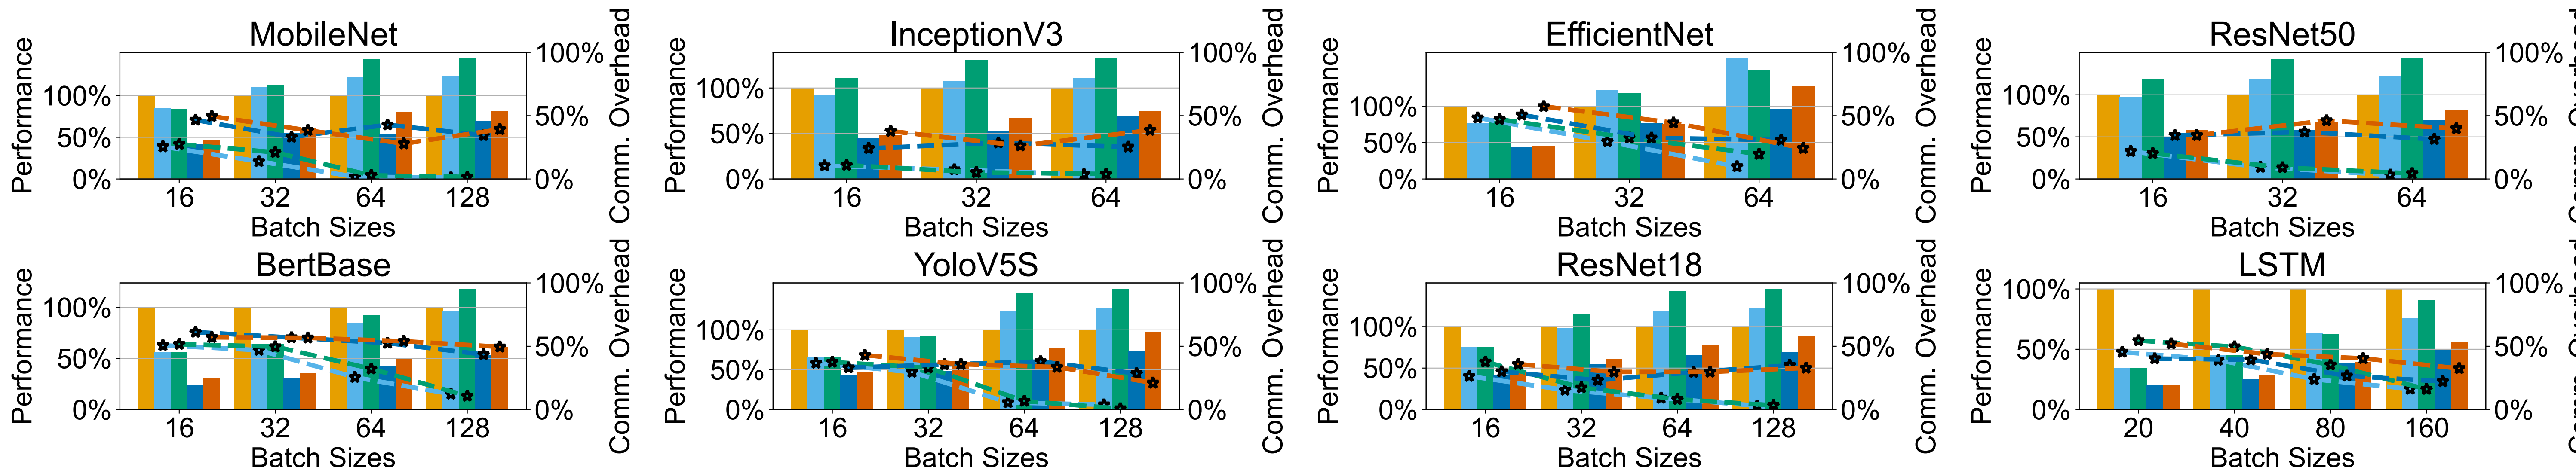 MobileNet
Performance
100%
50%
0%
100%
50%
0%
Comm. Overhead
16 32 64 128
Batch Sizes
InceptionV3
Performance
100%
50%
0%
100%
50%
0%
Comm. Overhead
16 32 64
Batch Sizes
EfficientNet
Performance
100%
50%
0%
100%
50%
0%
Comm. Overhead
16 32 64
Batch Sizes
ResNet50
Performance
100%
50%
0%
100%
50%
0%
Comm. Overhead
16 32 64
Batch Sizes
BertBase
Performance
100%
50%
0%
100%
50%
0%
Comm. Overhead
16 32 64 128
Batch Sizes
YoloV5S
Performance
100%
50%
0%
100%
50%
0%
Comm. Overhead
16 32 64 128
Batch Sizes
ResNet18
Performance
100%
50%
0%
100%
50%
0%
Comm. Overhead
16 32 64 128
Batch Sizes
LSTM
Performance
100%
50%
0%
100%
50%
0%
Comm. Overhead
20 40 80 160
Batch Sizes